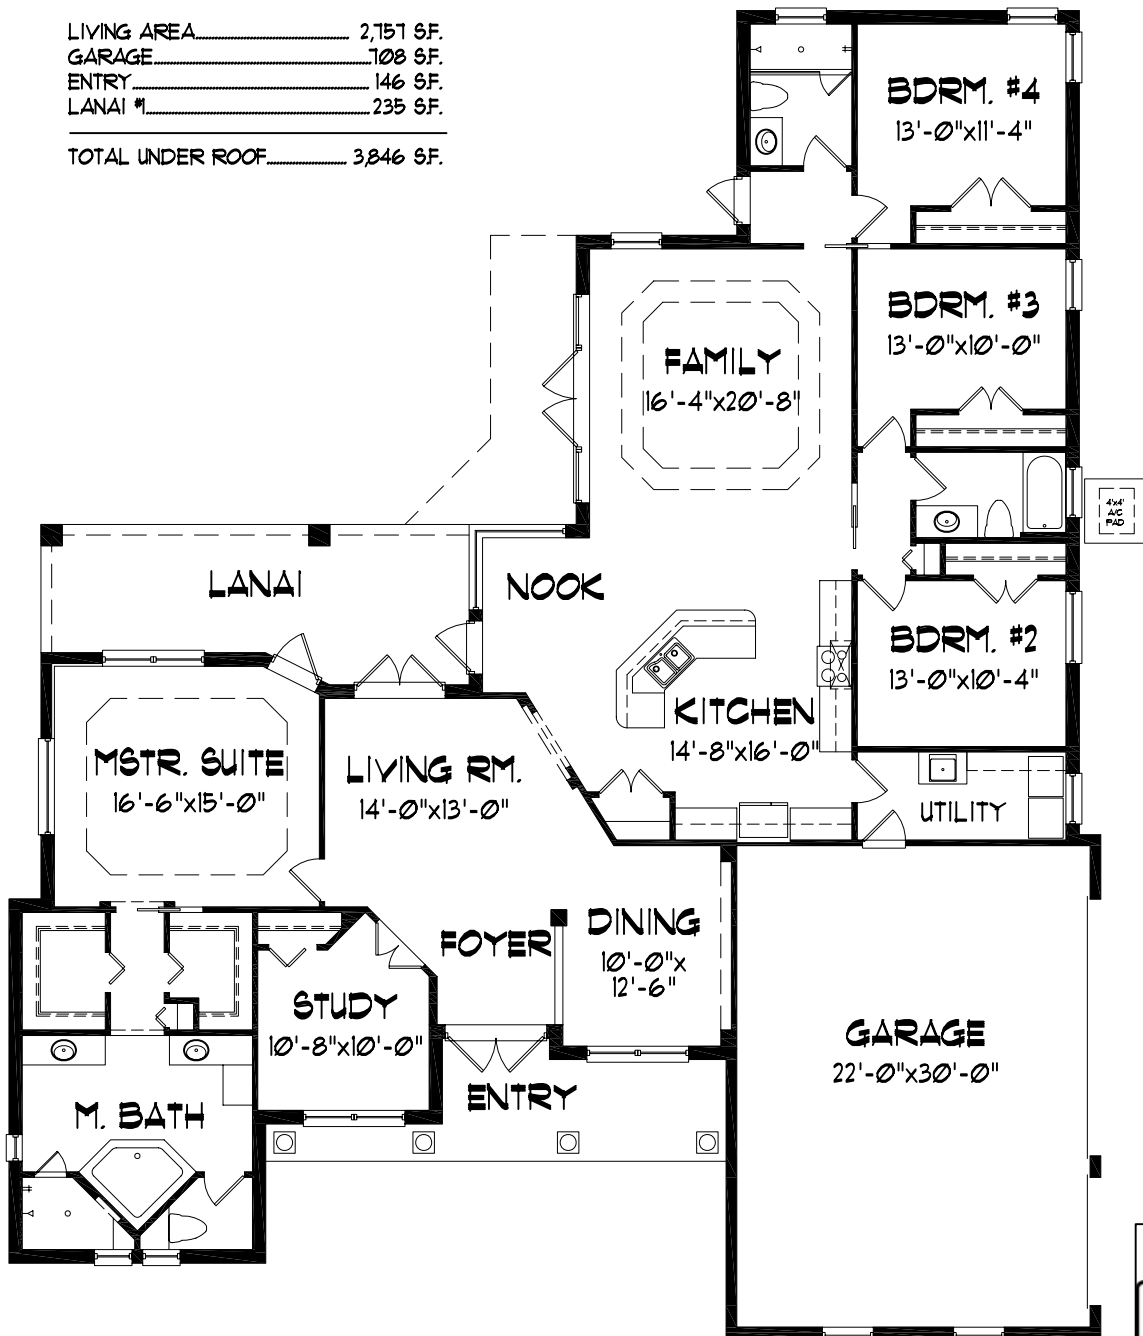 LIVING AREA 2,757 S.F.
GARAGE 708 S.F.
ENTRY 146 S.F.
LANAI #1 235 S.F.
TOTAL UNDER ROOF 3,846 S.F.
BDRM. #4
13'-0"x11'-4"
BDRM. #3
13'-0"x10'-0"
FAMILY
16'-4"x20'-8"
4'x4'
A/C
PAD
LANAI
NOOK
BDRM. #2
13'-0"x10'-4"
KITCHEN
14'-8"x16'-0"
MSTR. SUITE
16'-6"x15'-0"
LIVING RM.
14'-0"x13'-0"
UTILITY
FOYER
DINING
10'-0"x
12'-6"
STUDY
10'-8"x10'-0"
GARAGE
22'-0"x30'-0"
ENTRY
M. BATH